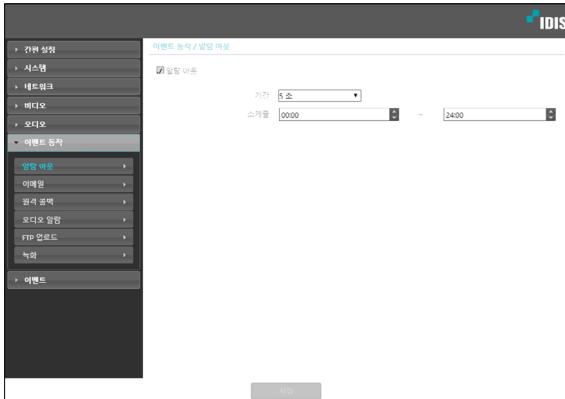 IDIS
간편 설정
시스템
네트워크
비디오
오디오
이벤트 동작
알람 아웃
이메일
원격 콜백
오디오 알람
FTP 업로드
녹화
이벤트
이벤트 동작 / 알람 아웃
알람 아웃
기간 5 초
스케줄 00:00 ~ 24:00
저장